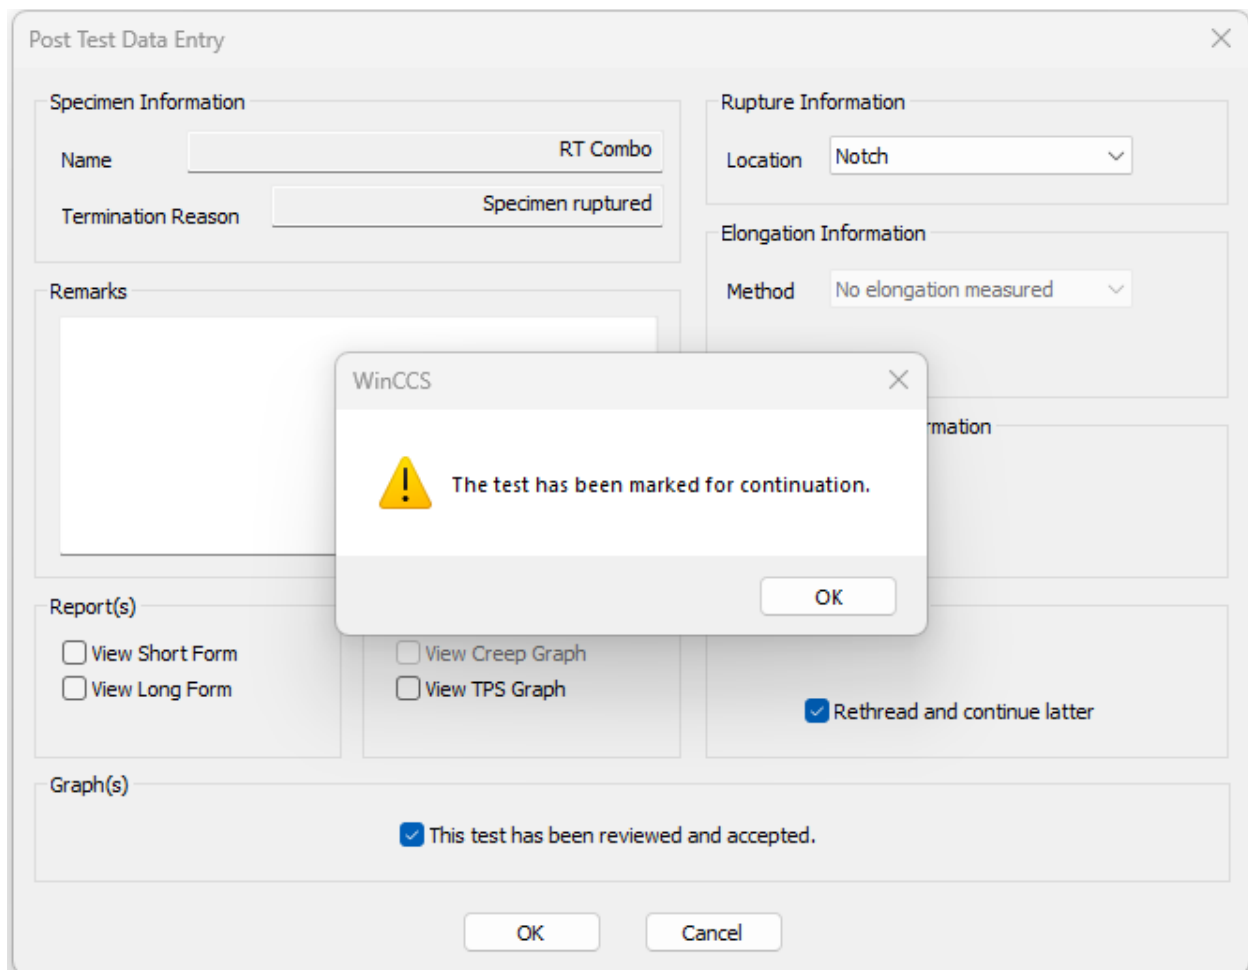 Post Test Data Entry
Specimen Information
Name
RT Combo
Termination Reason
Specimen ruptured
Rupture Information
Location
Notch
Elongation Information
Method
No elongation measured
Remarks
WinCCS
The test has been marked for continuation.
OK
rmation
Report(s)
View Short Form
View Long Form
View Creep Graph
View TPS Graph
Rethread and continue latter
Graph(s)
This test has been reviewed and accepted.
OK
Cancel